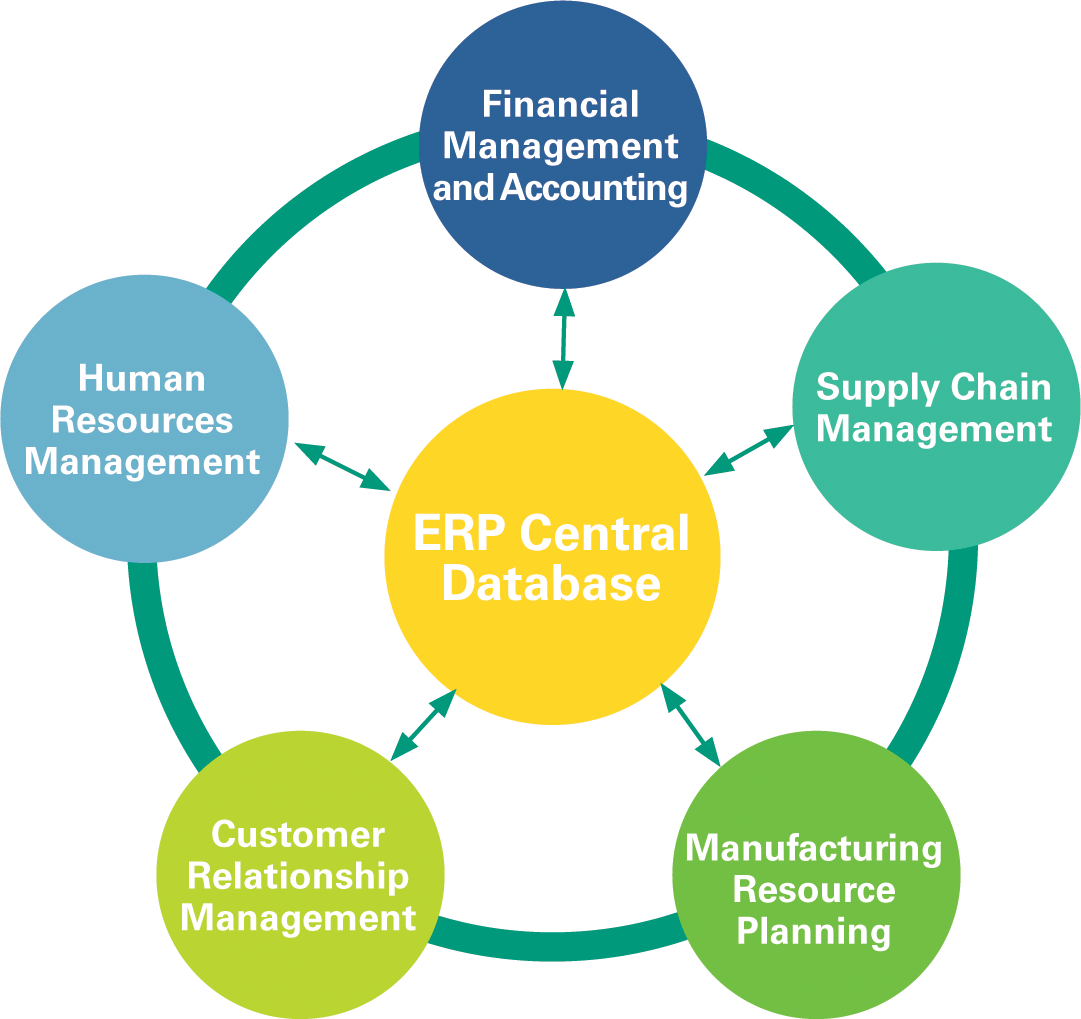 Financial
Management
and Accounting
Human
Resources
Management
Supply Chain
Management
ERP Central
Database
Customer
Relationship
Management
Manufacturing
Resource
Planning